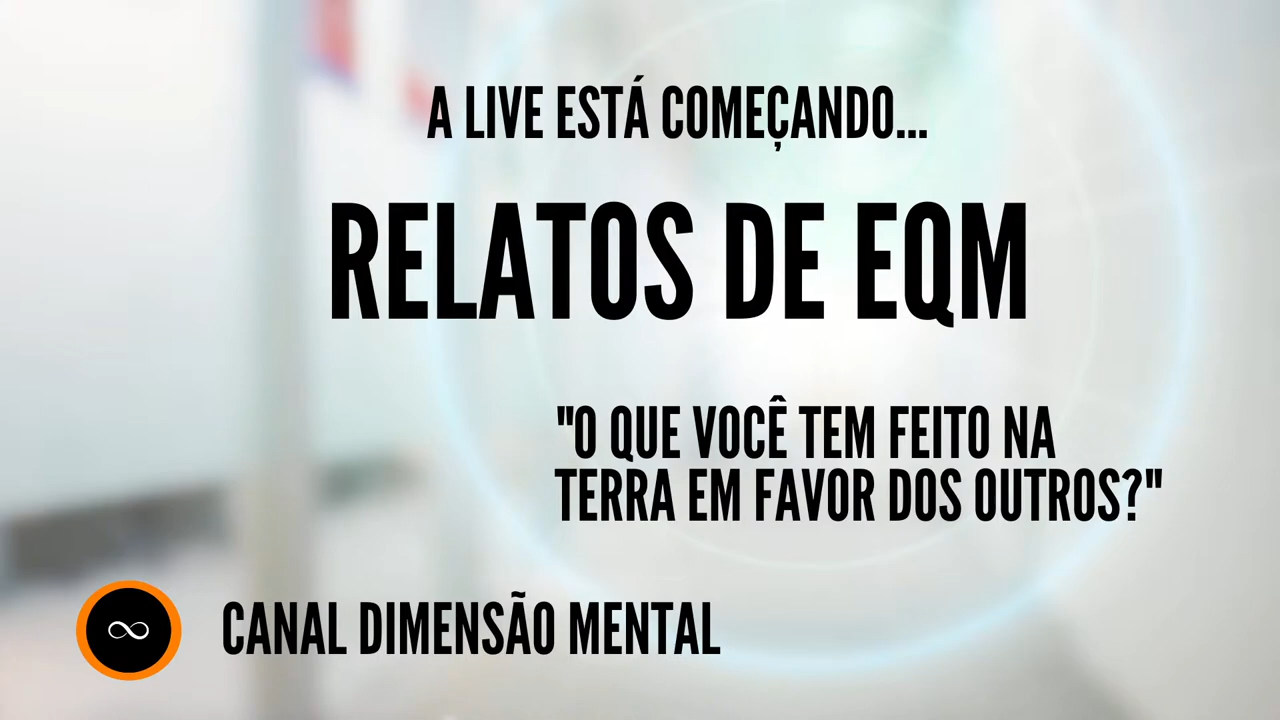 A LIVE ESTÁ COMEÇANDO...
RELATOS DE EQM
"O QUE VOCÊ TEM FEITO NA
TERRA EM FAVOR DOS OUTROS?"
CANAL DIMENSÃO MENTAL